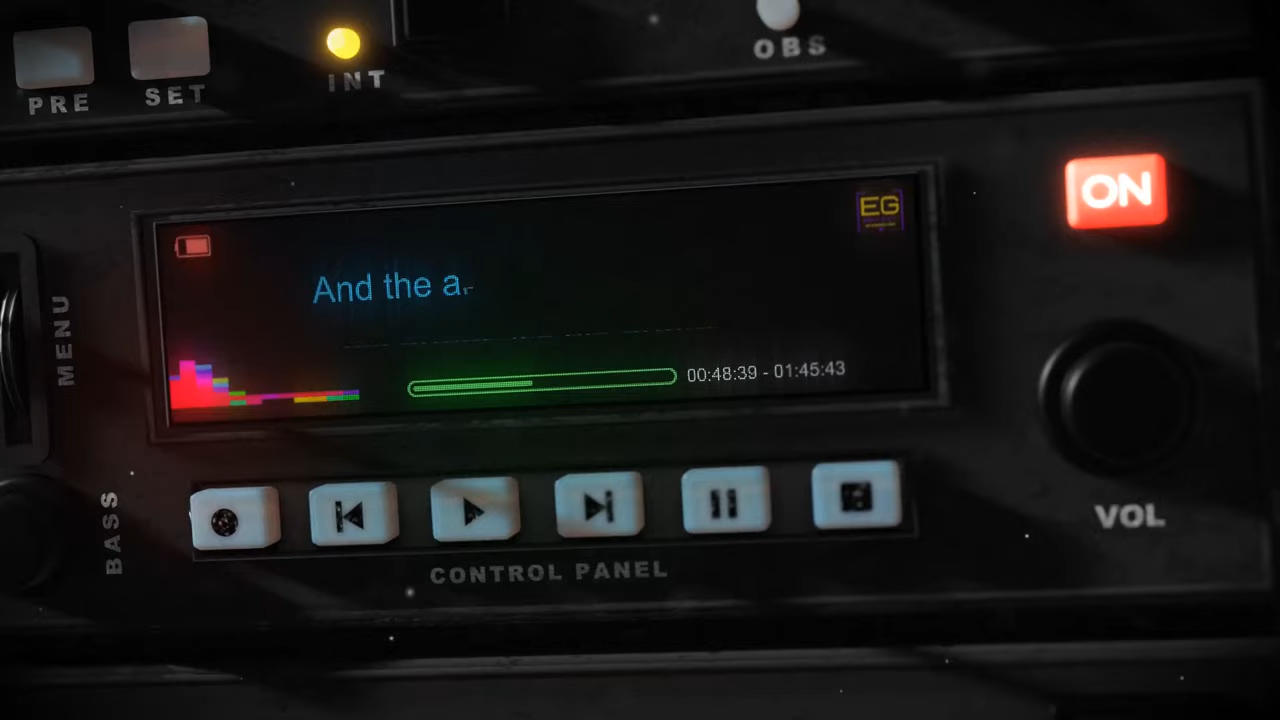 PRE
SET
INT
OBS
ON
EG
And the a
00:48:39 - 01:45:43
MENU
BASS
VOL
CONTROL PANEL